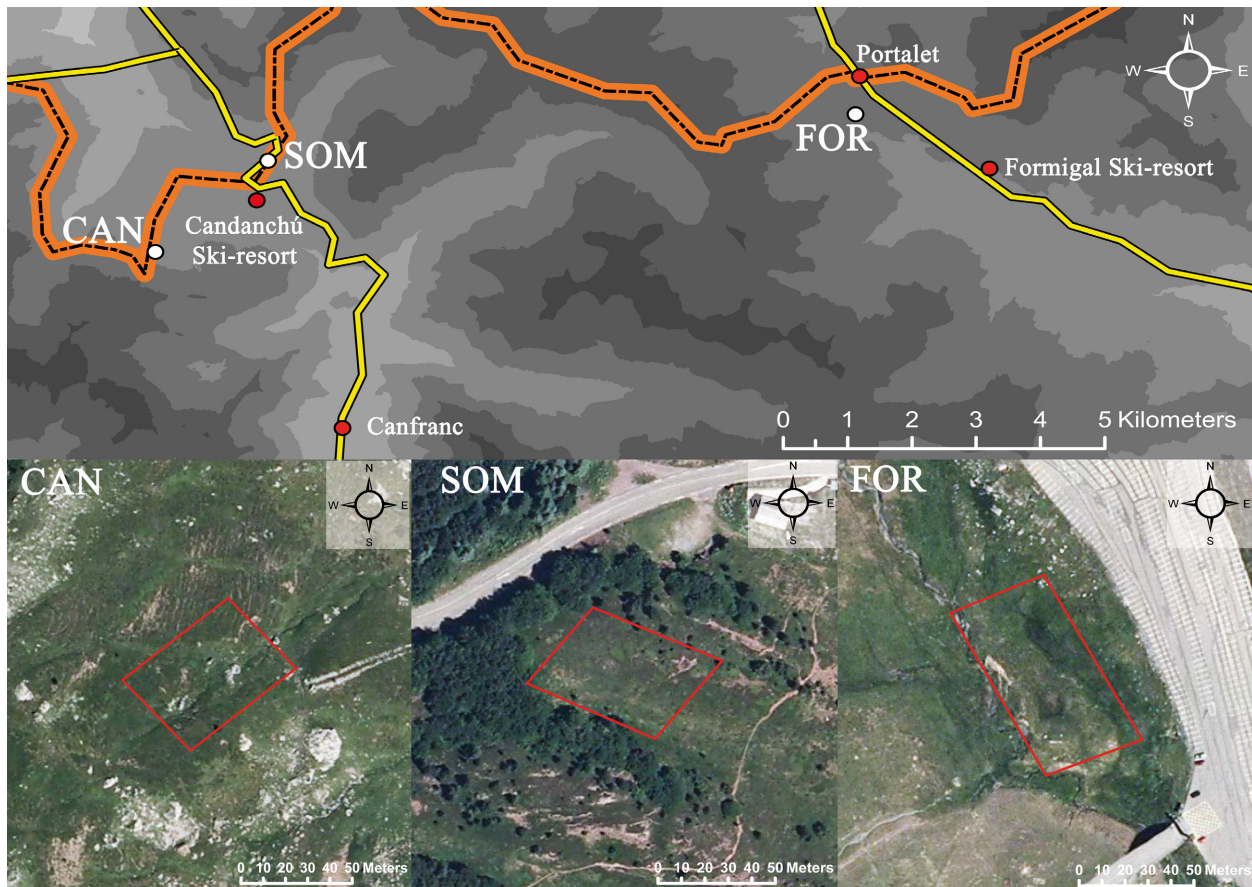 N
W E
S
Portalet
FOR
SOM
Formigal Ski-resort
CAN
Candanchú
Ski-resort
0 1 2 3 4 5 Kilometers
Canfranc
CAN
N
W E
S
0 10 20 30 40 50 Meters
SOM
N
W E
S
0 10 20 30 40 50 Meters
FOR
N
W E
S
0 10 20 30 40 50 Meters